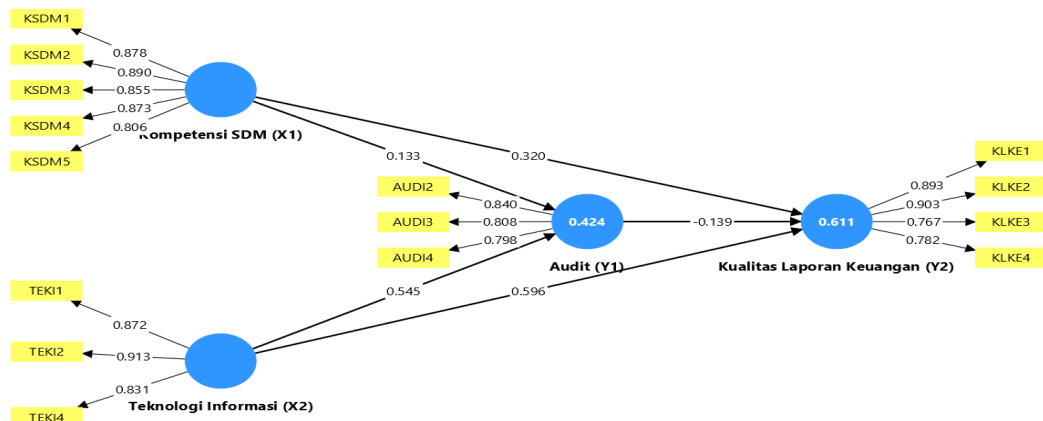 KSDM1
KSDM2
KSDM3
KSDM4
KSDM5
0.878
0.890
0.855
0.873
0.806
Kompetensi SDM (X1)
0.133
0.320
AUDI2
AUDI3
AUDI4
0.840
0.808
0.798
0.424
Audit (Y1)
-0.139
0.611
Kualitas Laporan Keuangan (Y2)
0.893
0.903
0.767
0.782
KLKE1
KLKE2
KLKE3
KLKE4
0.545
0.596
TEKI1
TEKI2
TEKI4
0.872
0.913
0.831
Teknologi Informasi (X2)